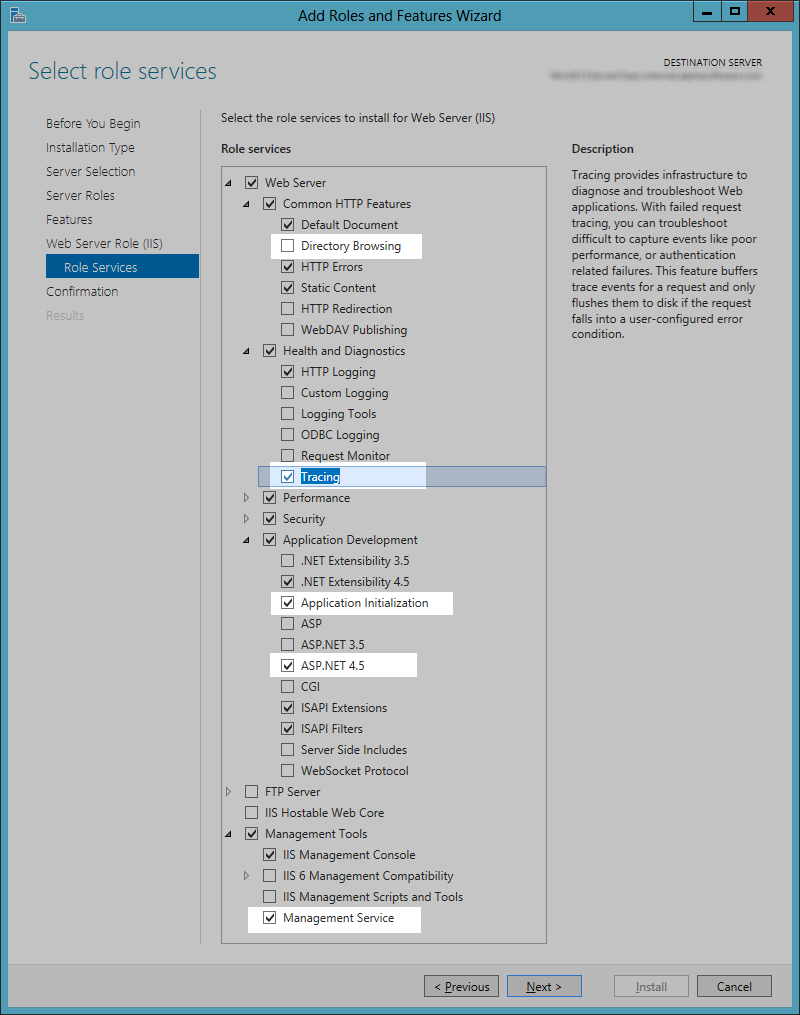 Add Roles and Features Wizard
Select role services
DESTINATION SERVER
Before You Begin
Installation Type
Server Selection
Server Roles
Features
Web Server Role (IIS)
Role Services
Confirmation
Results
Select the role services to install for Web Server (IIS)
Role services
Web Server
Common HTTP Features
Default Document
Directory Browsing
HTTP Errors
Static Content
HTTP Redirection
WebDAV Publishing
Health and Diagnostics
HTTP Logging
Custom Logging
Logging Tools
ODBC Logging
Request Monitor
Tracing
Performance
Security
Application Development
.NET Extensibility 3.5
.NET Extensibility 4.5
Application Initialization
ASP
ASP.NET 3.5
ASP.NET 4.5
CGI
ISAPI Extensions
ISAPI Filters
Server Side Includes
WebSocket Protocol
FTP Server
IIS Hostable Web Core
Management Tools
IIS Management Console
IIS 6 Management Compatibility
IIS Management Scripts and Tools
Management Service
Description
Tracing provides infrastructure to
diagnose and troubleshoot Web
applications. With failed request
tracing, you can troubleshoot
difficult to capture events like poor
performance, or authentication
related failures. This feature buffers
trace events for a request and only
flushes them to disk if the request
falls into a user-configured error
condition.
< Previous
Next >
Install
Cancel